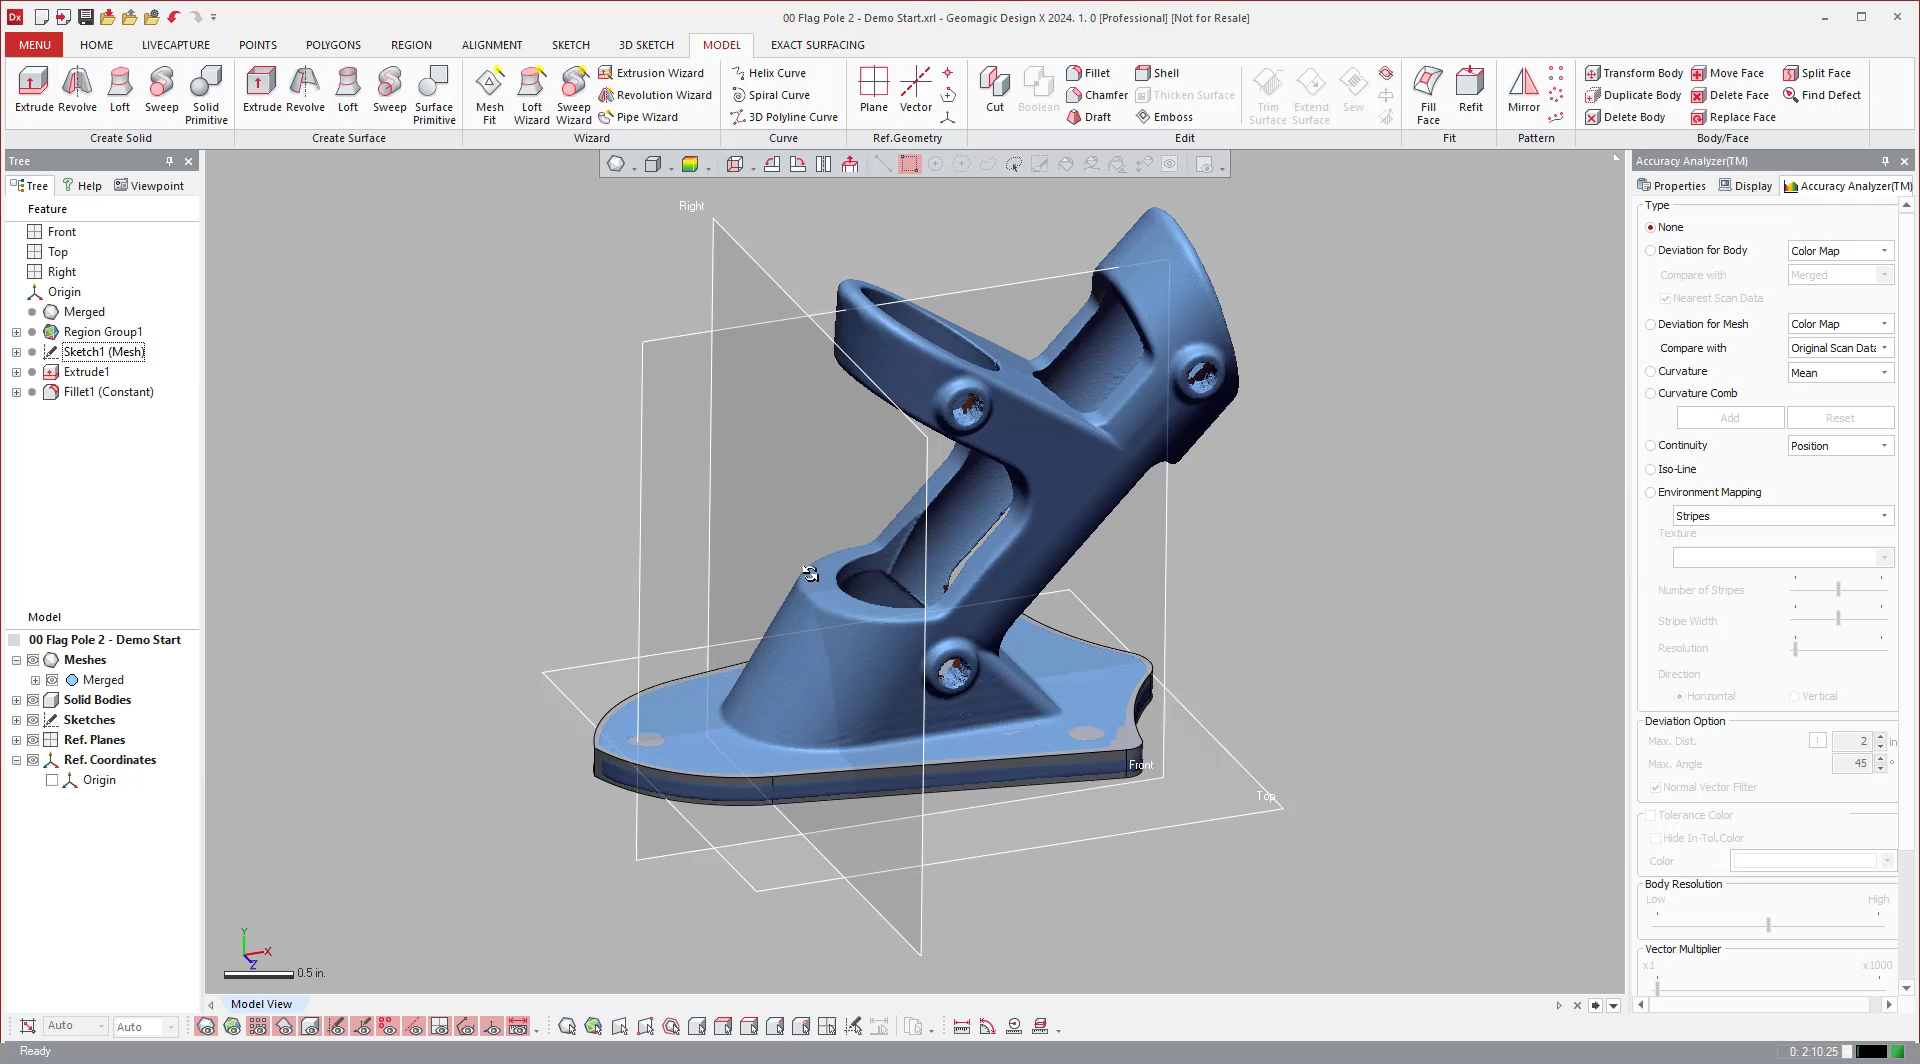 Dx
00 Flag Pole 2 - Demo Start.xrl - Geomagic Design X 2024. 1. 0 [Professional] [Not for Resale]
MENU HOME LIVECAPTURE POINTS POLYGONS REGION ALIGNMENT SKETCH 3D SKETCH MODEL EXACT SURFACING
Extrude Revolve Loft Sweep Solid Primitive
Create Solid
Extrude Revolve Loft Sweep Surface Primitive
Create Surface
Mesh Fit Loft Wizard Sweep Wizard
Extrusion Wizard
Revolution Wizard
Pipe Wizard
Wizard
Helix Curve
Spiral Curve
3D Polyline Curve
Curve
Plane Vector
Ref.Geometry
Cut Boolean
Fillet
Chamfer
Draft
Shell
Thicken Surface
Emboss
Trim Surface Extend Surface Sew
Edit
Fill Face Refit
Fit
Mirror
Pattern
Transform Body
Duplicate Body
Delete Body
Move Face
Delete Face
Replace Face
Split Face
Find Defect
Body/Face
Tree
Tree Help Viewpoint
Feature
Front
Top
Right
Origin
Merged
Region Group1
Sketch1 (Mesh)
Extrude1
Fillet1 (Constant)
Model
00 Flag Pole 2 - Demo Start
Meshes
Merged
Solid Bodies
Sketches
Ref. Planes
Ref. Coordinates
Origin
Right
Front
Top
Y
X
Z
0.5 in.
Model View
Accuracy Analyzer(TM)
Properties Display Accuracy Analyzer(TM)
Type
None
Deviation for Body Color Map
Compare with Merged
Nearest Scan Data
Deviation for Mesh Color Map
Compare with Original Scan Data
Curvature Mean
Curvature Comb
Add Reset
Continuity Position
Iso-Line
Environment Mapping
Stripes
Texture
Number of Stripes
Stripe Width
Resolution
Direction
Horizontal Vertical
Deviation Option
Max. Dist. ! 2 in
Max. Angle 45 °
Normal Vector Filter
Tolerance Color
Hide In-Tol.Color
Color
Body Resolution
Low High
Vector Multiplier
x1 x1000
Auto Auto
Ready
0: 2:10.25